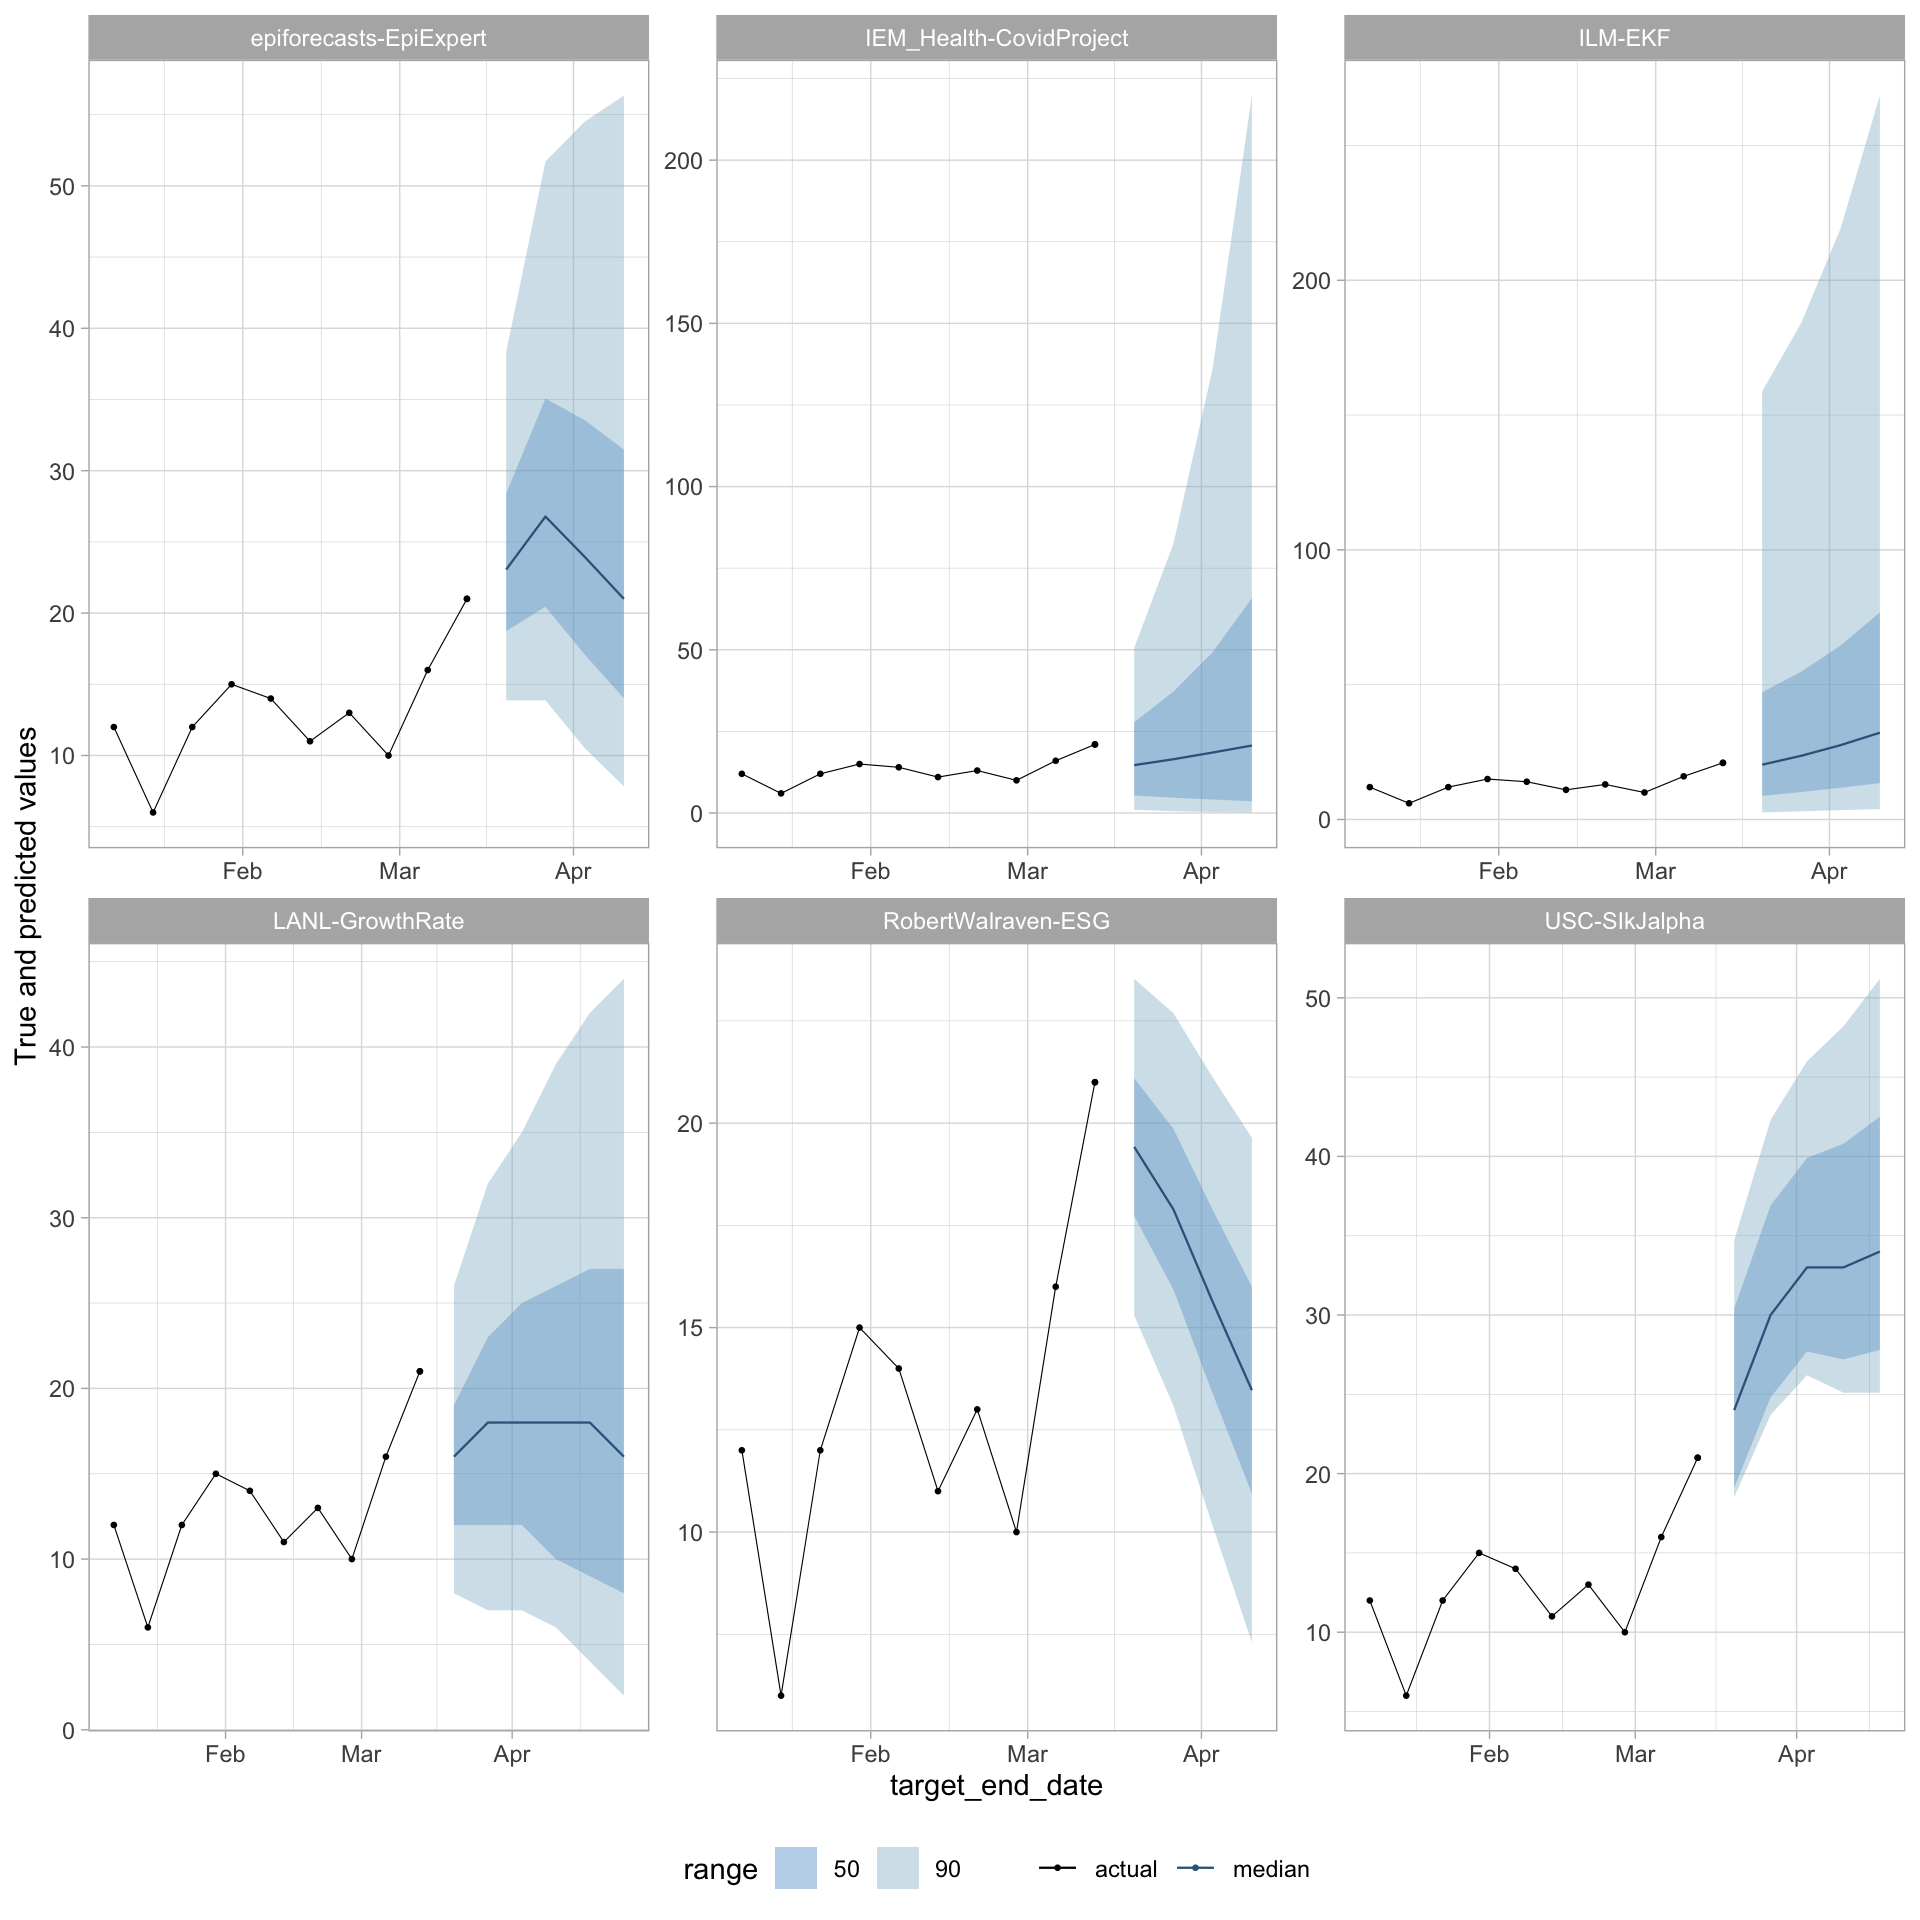 epiforecasts-EpiExpert
IEM_Health-CovidProject
ILM-EKF
50
40
30
20
10
Feb Mar Apr
200
150
100
50
0
Feb Mar Apr
200
100
0
Feb Mar Apr
True and predicted values
LANL-GrowthRate
RobertWalraven-ESG
USC-SIkJalpha
40
30
20
10
0
Feb Mar Apr
20
15
10
Feb Mar Apr
50
40
30
20
10
Feb Mar Apr
target_end_date
range 50 90 actual median